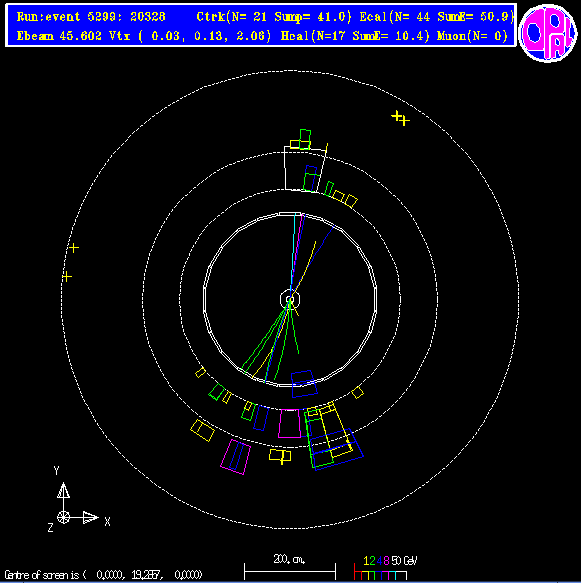 Run:event 5299: 20328 Ctrk(N= 21 Sump= 41.0) Ecal(N= 44 SumE= 50.9)
Ebeam 45.602 Vtx ( 0.03, 0.13, 2.06) Hcal(N=17 SumE= 10.4) Muon(N= 0)
OPAL
Y
X
Z
200. cm.
1 2 4 8 50 GeV
Centre of screen is ( 0.0000, 19.2857, 0.0000)